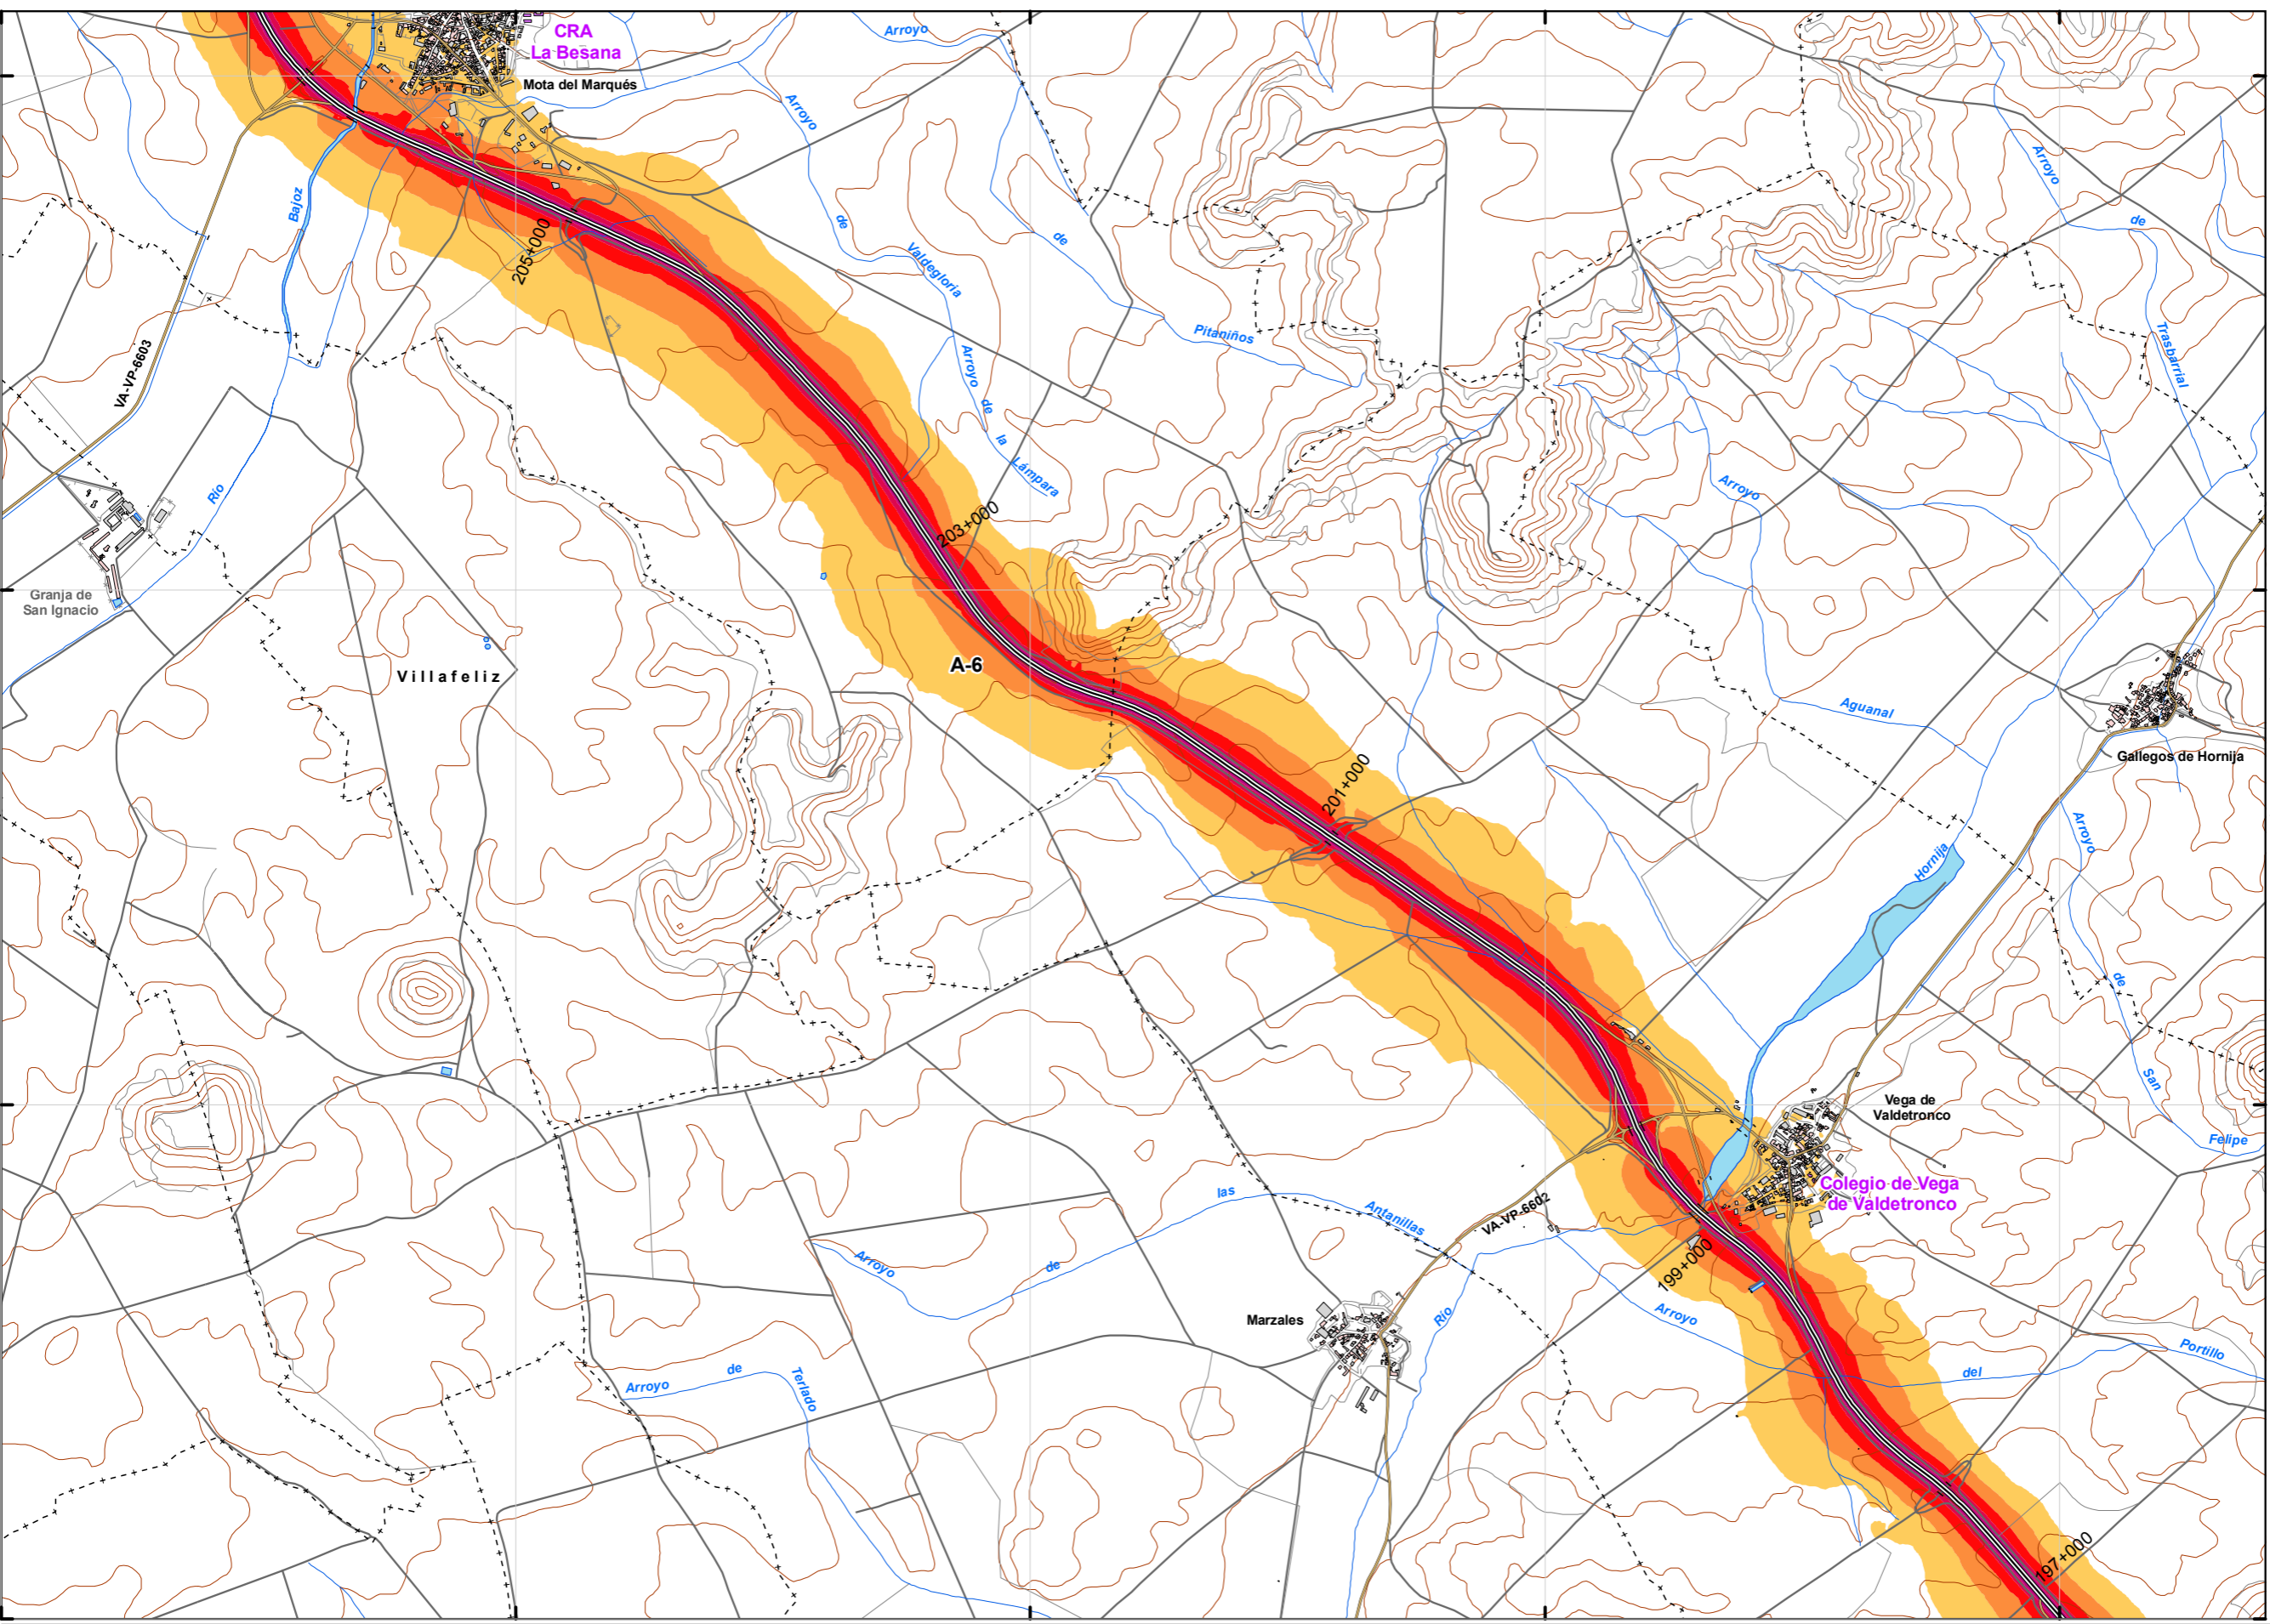 CRA
La Besana
Mota del Marqués
Arroyo
Arroyo
de
Valdegloria
de
Pitaniños
Arroyo
de
Trasbarrial
Bajoz
205+000
VA-VP-6603
Arroyo
de
la
Lámpara
Río
203+000
Arroyo
Aguanal
Granja de
San Ignacio
Villafeliz
A-6
Gallegos de Hornija
201+000
Hornija
Arroyo
de
San
Felipe
Vega de
Valdetronco
Colegio de Vega
de Valdetronco
las
Antanillas
VA-VP-6602
Arroyo
de
199+000
Arroyo
del
Portillo
Marzales
Río
Arroyo
de
Terlado
197+000